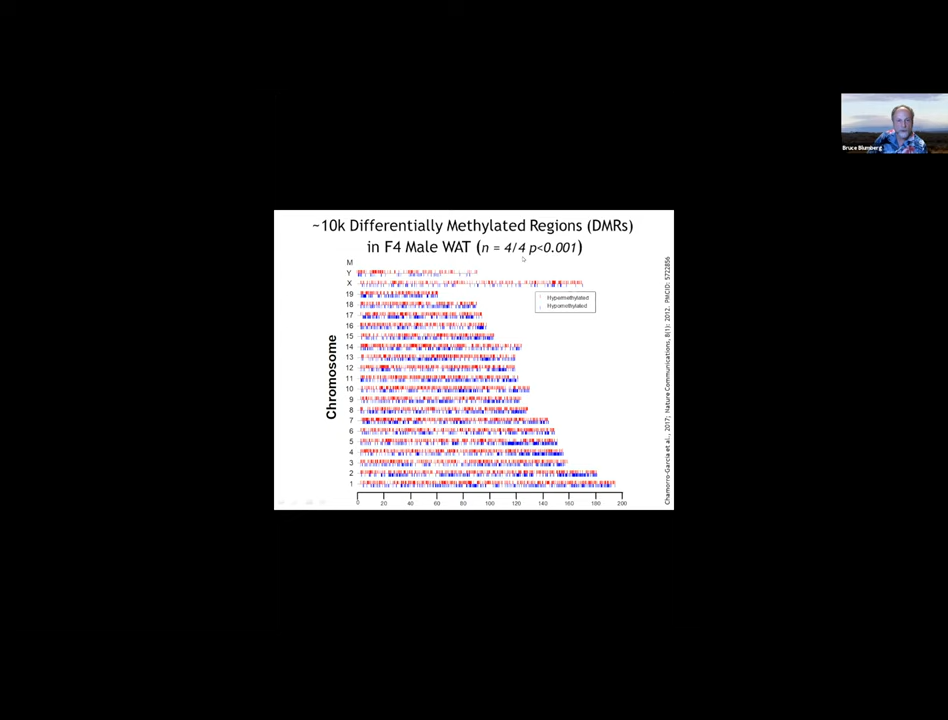 Bruce Blumberg
~10k Differentially Methylated Regions (DMRs)
in F4 Male WAT (n = 4/4 p<0.001)
M
Y
X
19
18
17
16
15
14
13
12
11
10
9
8
7
6
5
4
3
2
1
Chromosome
Hypermethylated
Hypomethylated
0 20 40 60 80 100 120 140 160 180 200
Chamorro-Garcia et al., 2017; Nature Communications, 8(1): 2012. PMCID: 5722856